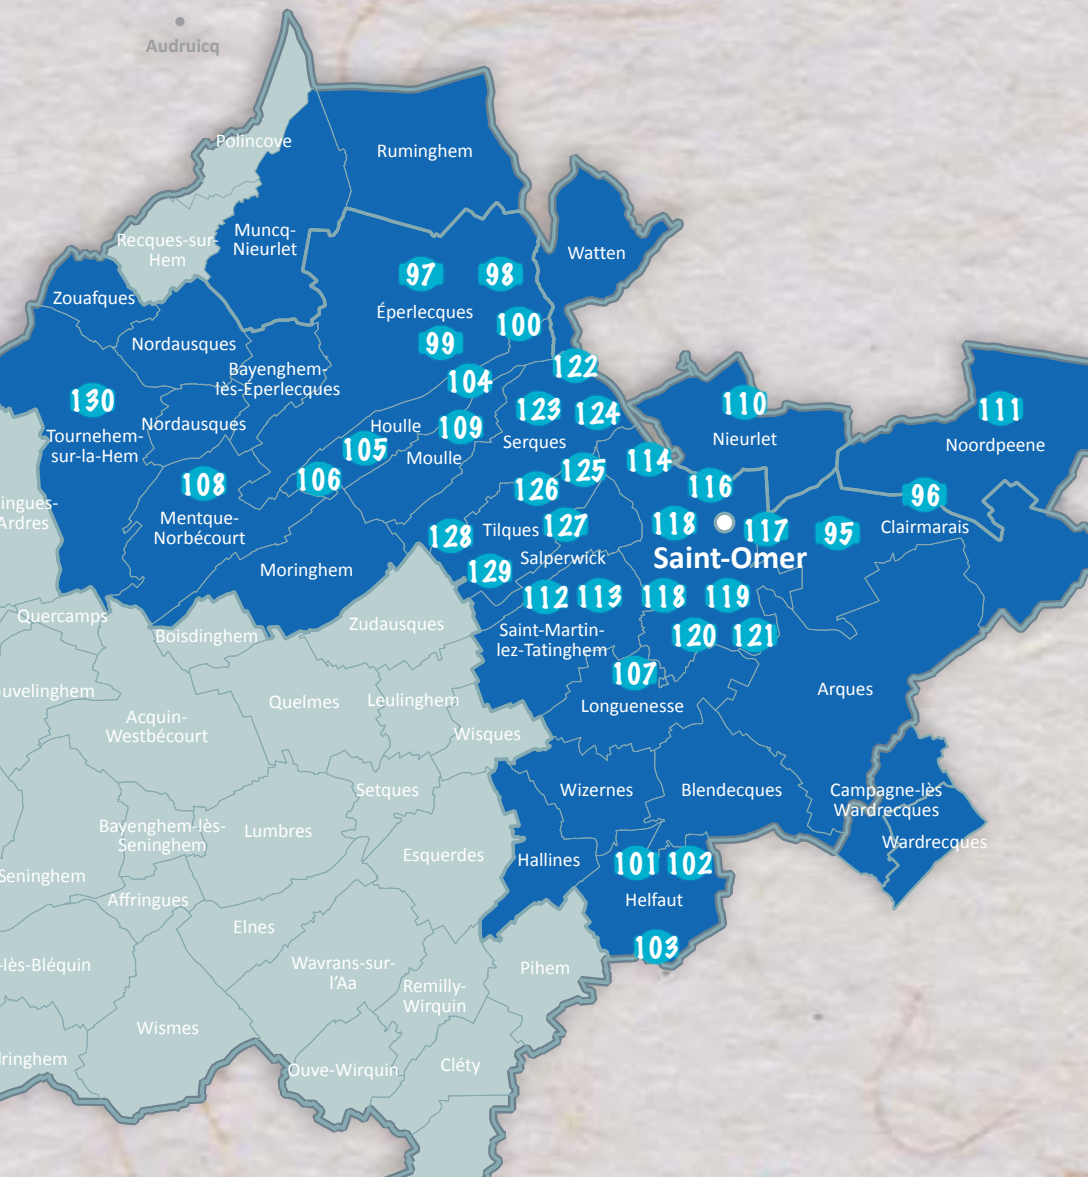 Audruicq
Polincove
Ruminghem
Recques-sur-
Hem
Muncq-
Nieurlet
Watten
Zouafques
97
98
Éperlecques
100
Nordausques
99
Bayenghem-
lès-Éperlecques
104
122
130
123
124
110
111
Nordausques
Houlle
109
Tournehem-
sur-la-Hem
Serques
Nieurlet
Noordpeene
105
Moulle
114
106
125
108
126
116
96
ingues-
Ardres
Mentque-
Norbécourt
128
Tilques
127
118
117
95
Clairmarais
Salperwick
Saint-Omer
Moringhem
129
112
113
118
119
Quercamps
Boisdinghem
Zudausques
Saint-Martin-
lez-Tatinghem
120
121
107
uvelinghem
Quelmes
Leulinghem
Longuenesse
Arques
Acquin-
Westbécourt
Wisques
Setques
Wizernes
Blendecques
Campagne-lès
Wardrecques
Bayenghem-lès-
Seninghem
Lumbres
Wardrecques
Esquerdes
Hallines
101
102
Seninghem
Affringues
Helfaut
Elnes
103
-lès-Bléquin
Wavrans-sur-
l'Aa
Pihem
Remilly-
Wirquin
Wismes
ringhem
Ouve-Wirquin
Cléty